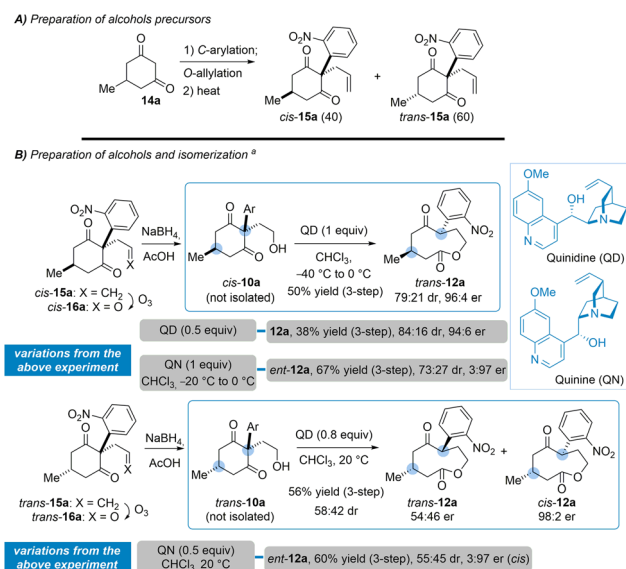 A) Preparation of alcohols precursors
O
O
14a
Me
1) C-arylation;
O-allylation
2) heat
O2N
O
O
Me
cis-15a (40)
+
O2N
O
O
Me
trans-15a (60)
B) Preparation of alcohols and isomerization a
O2N
O
O
X
Me
cis-15a: X = CH2
cis-16a: X = O
O3
NaBH4,
AcOH
O
Ar
OH
O
Me
cis-10a
(not isolated)
QD (1 equiv)
CHCl3,
−40 °C to 0 °C
50% yield (3-step)
O
NO2
O
O
Me
trans-12a
79:21 dr, 96:4 er
OMe
OH
N
N
Quinidine (QD)
OMe
N
OH
N
Quinine (QN)
variations from the
above experiment
QD (0.5 equiv)
12a, 38% yield (3-step), 84:16 dr, 94:6 er
QN (1 equiv)
CHCl3, −20 °C to 0 °C
ent-12a, 67% yield (3-step), 73:27 dr, 3:97 er
O2N
O
O
X
Me
trans-15a: X = CH2
trans-16a: X = O
O3
NaBH4,
AcOH
O
Ar
OH
O
Me
trans-10a
(not isolated)
QD (0.8 equiv)
CHCl3, 20 °C
56% yield (3-step)
58:42 dr
O
NO2
O
O
Me
trans-12a
54:46 er
+
O
NO2
O
O
Me
cis-12a
98:2 er
variations from the
above experiment
QN (0.5 equiv)
CHCl3, 20 °C
ent-12a, 60% yield (3-step), 55:45 dr, 3:97 er (cis)